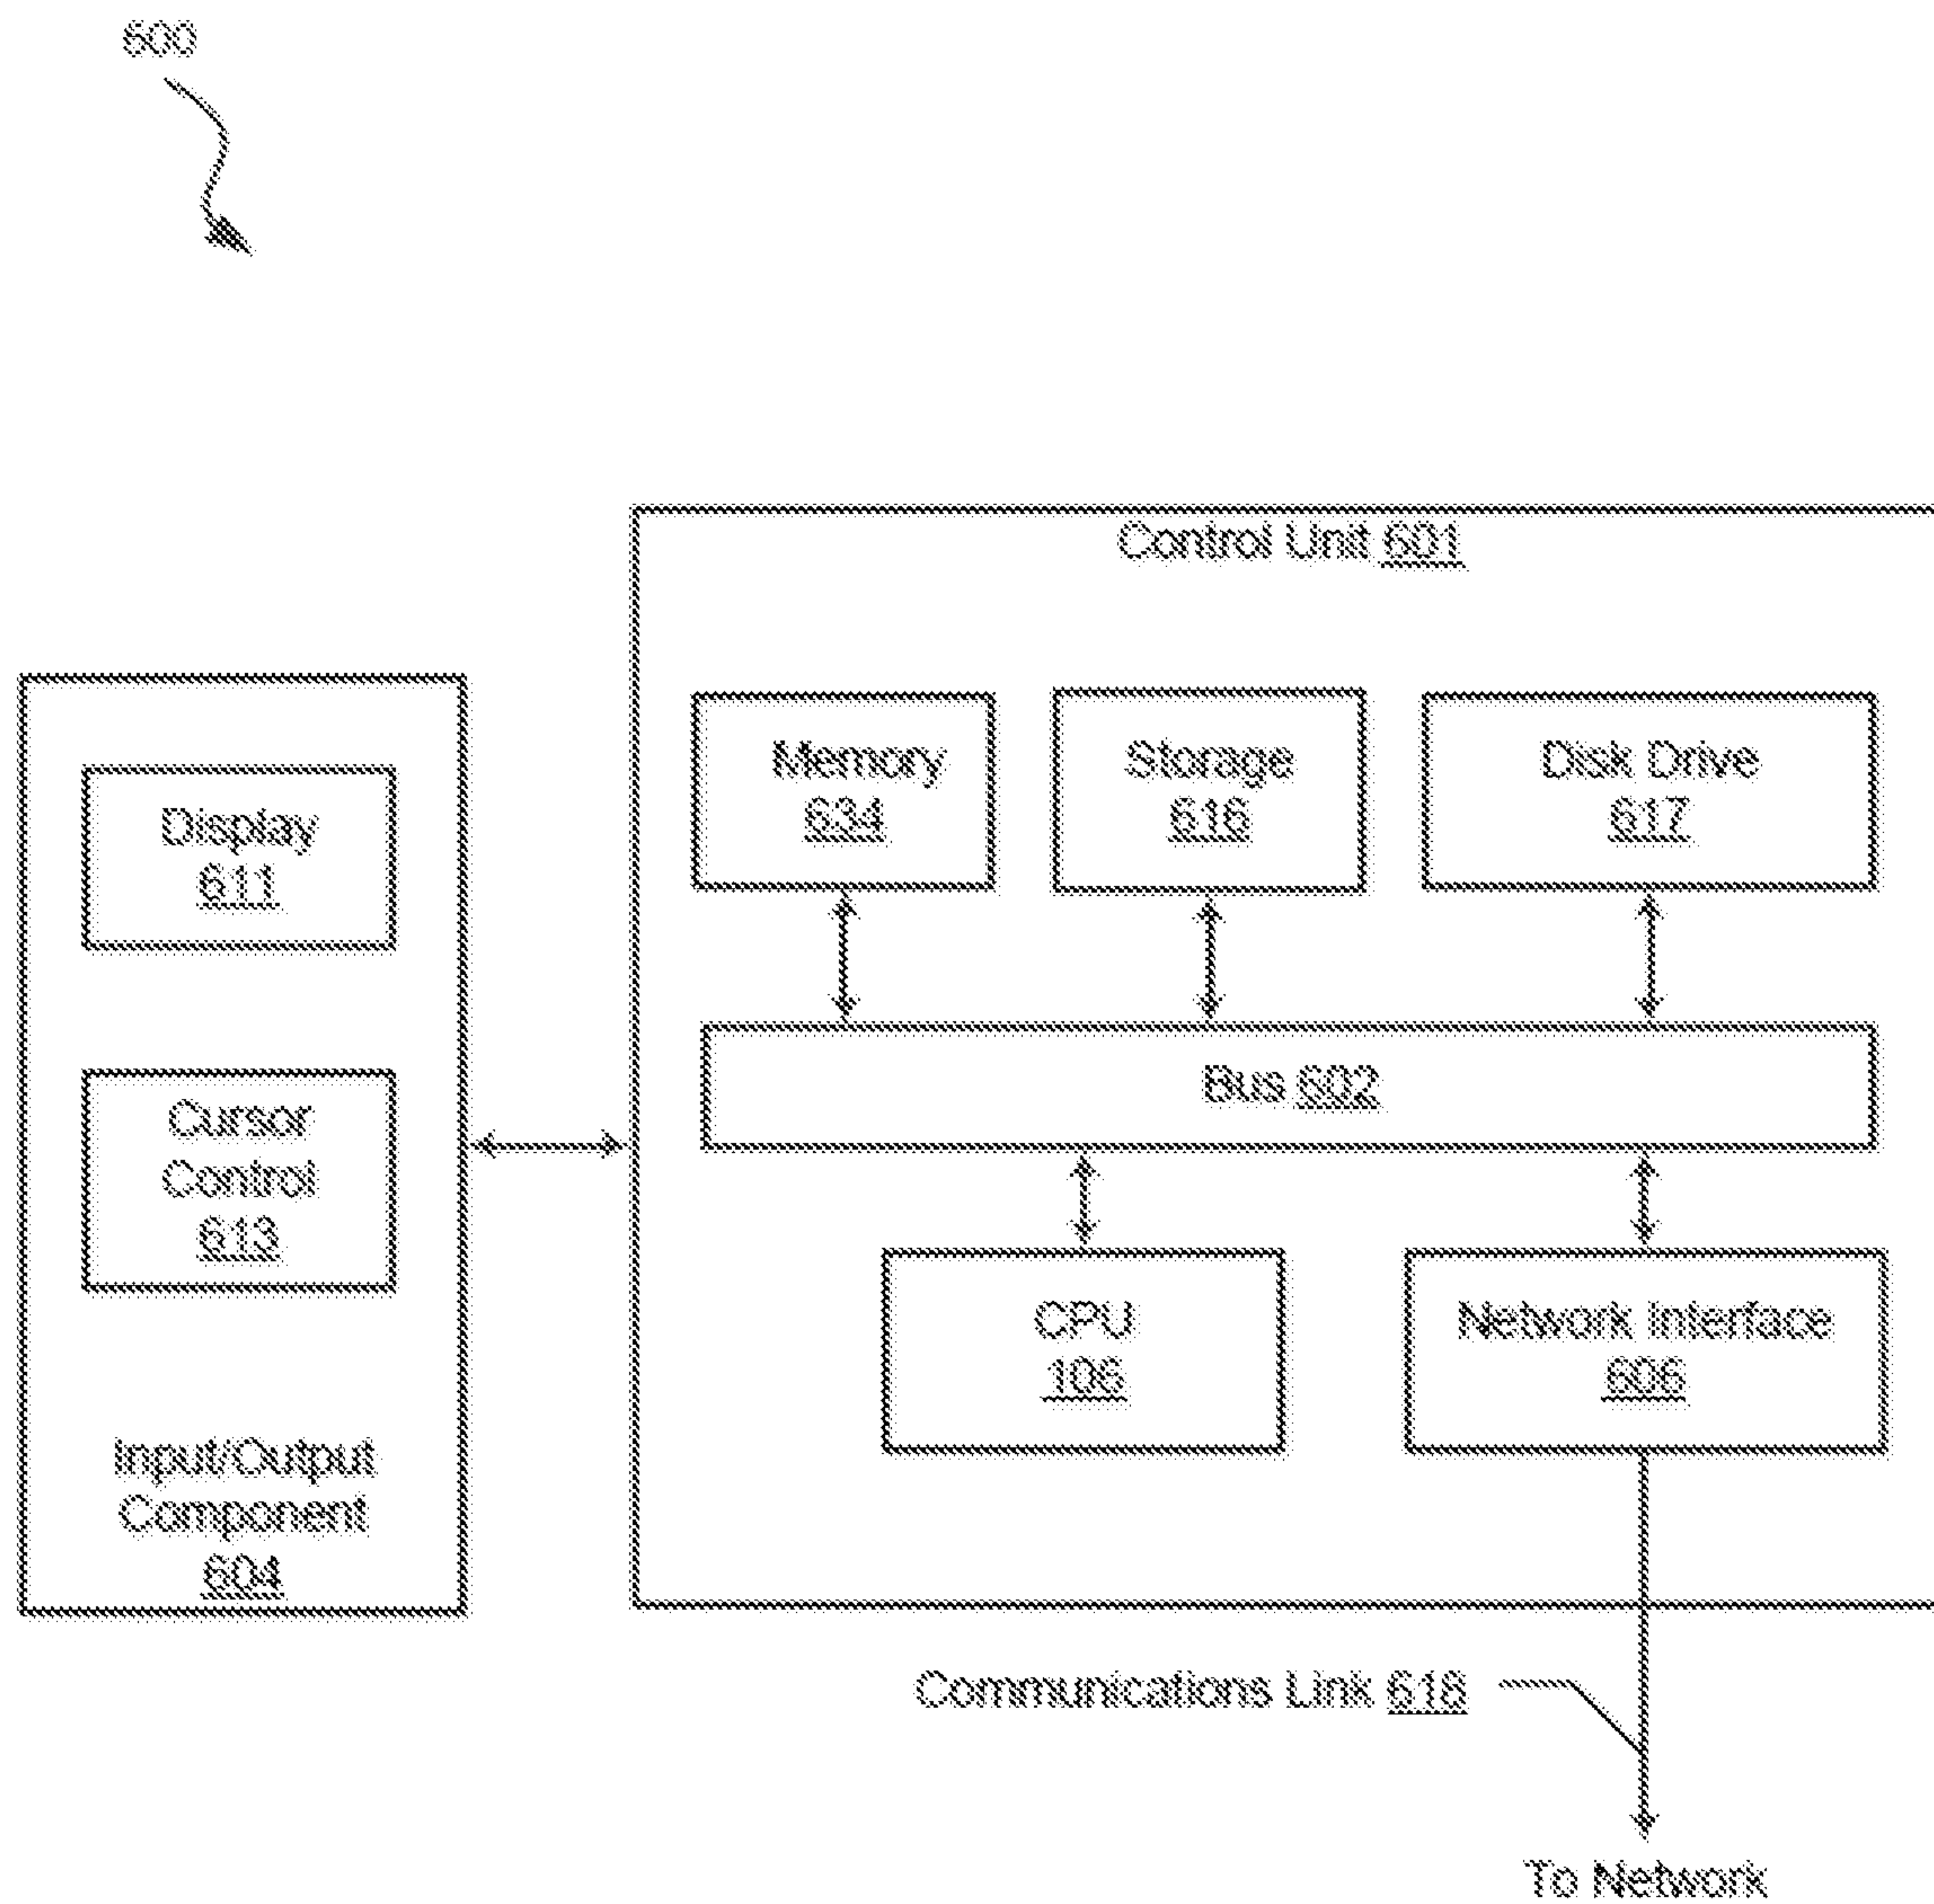 600
Control Unit 601
Memory
634
Storage
616
Disk Drive
617
Display
611
Bus 602
Cursor
Control
613
CPU
106
Network Interface
606
Input/Output
Component
604
Communications Link 618
To Network